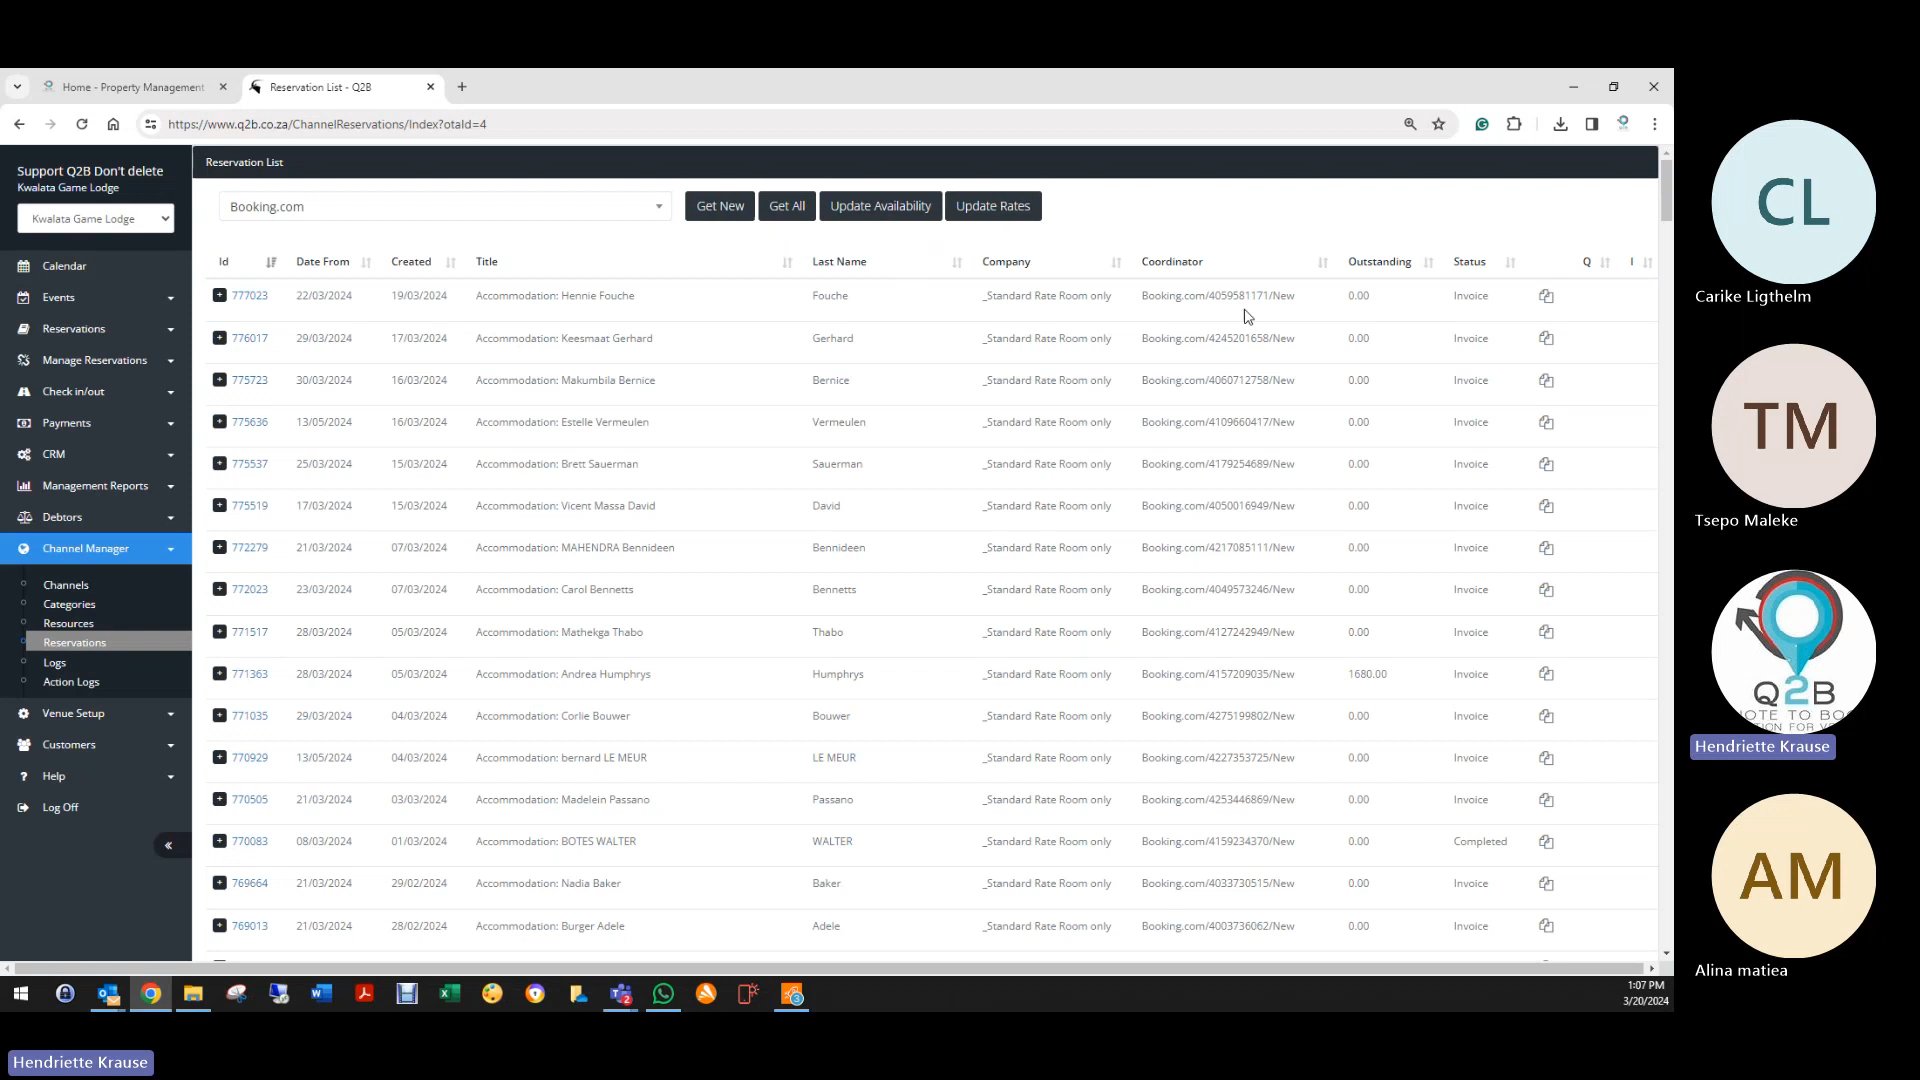 Home - Property Management
Reservation List - Q2B
https://www.q2b.co.za/ChannelReservations/Index?otaId=4
Support Q2B Don't delete
Kwalata Game Lodge
Kwalata Game Lodge
Calendar
Events
Reservations
Manage Reservations
Check in/out
Payments
CRM
Management Reports
Debtors
Channel Manager
Channels
Categories
Resources
Reservations
Logs
Action Logs
Venue Setup
Customers
Help
Log Off
Reservation List
Booking.com Get New Get All Update Availability Update Rates
Id Date From Created Title Last Name Company Coordinator Outstanding Status Q I
777023 22/03/2024 19/03/2024 Accommodation: Hennie Fouche Fouche _Standard Rate Room only Booking.com/4059581171/New 0.00 Invoice
776017 29/03/2024 17/03/2024 Accommodation: Keesmaat Gerhard Gerhard _Standard Rate Room only Booking.com/4245201658/New 0.00 Invoice
775723 30/03/2024 16/03/2024 Accommodation: Makumbila Bernice Bernice _Standard Rate Room only Booking.com/4060712758/New 0.00 Invoice
775636 13/05/2024 16/03/2024 Accommodation: Estelle Vermeulen Vermeulen _Standard Rate Room only Booking.com/4109660417/New 0.00 Invoice
775537 25/03/2024 15/03/2024 Accommodation: Brett Sauerman Sauerman _Standard Rate Room only Booking.com/4179254689/New 0.00 Invoice
775519 17/03/2024 15/03/2024 Accommodation: Vicent Massa David David _Standard Rate Room only Booking.com/4050016949/New 0.00 Invoice
772279 21/03/2024 07/03/2024 Accommodation: MAHENDRA Bennideen Bennideen _Standard Rate Room only Booking.com/4217085111/New 0.00 Invoice
772023 23/03/2024 07/03/2024 Accommodation: Carol Bennetts Bennetts _Standard Rate Room only Booking.com/4049573246/New 0.00 Invoice
771517 28/03/2024 05/03/2024 Accommodation: Mathekga Thabo Thabo _Standard Rate Room only Booking.com/4127242949/New 0.00 Invoice
771363 28/03/2024 05/03/2024 Accommodation: Andrea Humphrys Humphrys _Standard Rate Room only Booking.com/4157209035/New 1680.00 Invoice
771035 29/03/2024 04/03/2024 Accommodation: Corlie Bouwer Bouwer _Standard Rate Room only Booking.com/4275199802/New 0.00 Invoice
770929 13/05/2024 04/03/2024 Accommodation: bernard LE MEUR LE MEUR _Standard Rate Room only Booking.com/4227353725/New 0.00 Invoice
770505 21/03/2024 03/03/2024 Accommodation: Madelein Passano Passano _Standard Rate Room only Booking.com/4253446869/New 0.00 Invoice
770083 08/03/2024 01/03/2024 Accommodation: BOTES WALTER WALTER _Standard Rate Room only Booking.com/4159234370/New 0.00 Completed
769664 21/03/2024 29/02/2024 Accommodation: Nadia Baker Baker _Standard Rate Room only Booking.com/4033730515/New 0.00 Invoice
769013 21/03/2024 28/02/2024 Accommodation: Burger Adele Adele _Standard Rate Room only Booking.com/4003736062/New 0.00 Invoice
1:07 PM
3/20/2024
CL
Carike Ligthelm
TM
Tsepo Maleke
Q2B
OTE TO BO
TION FOR V
Hendriette Krause
AM
Alina matiea
Hendriette Krause